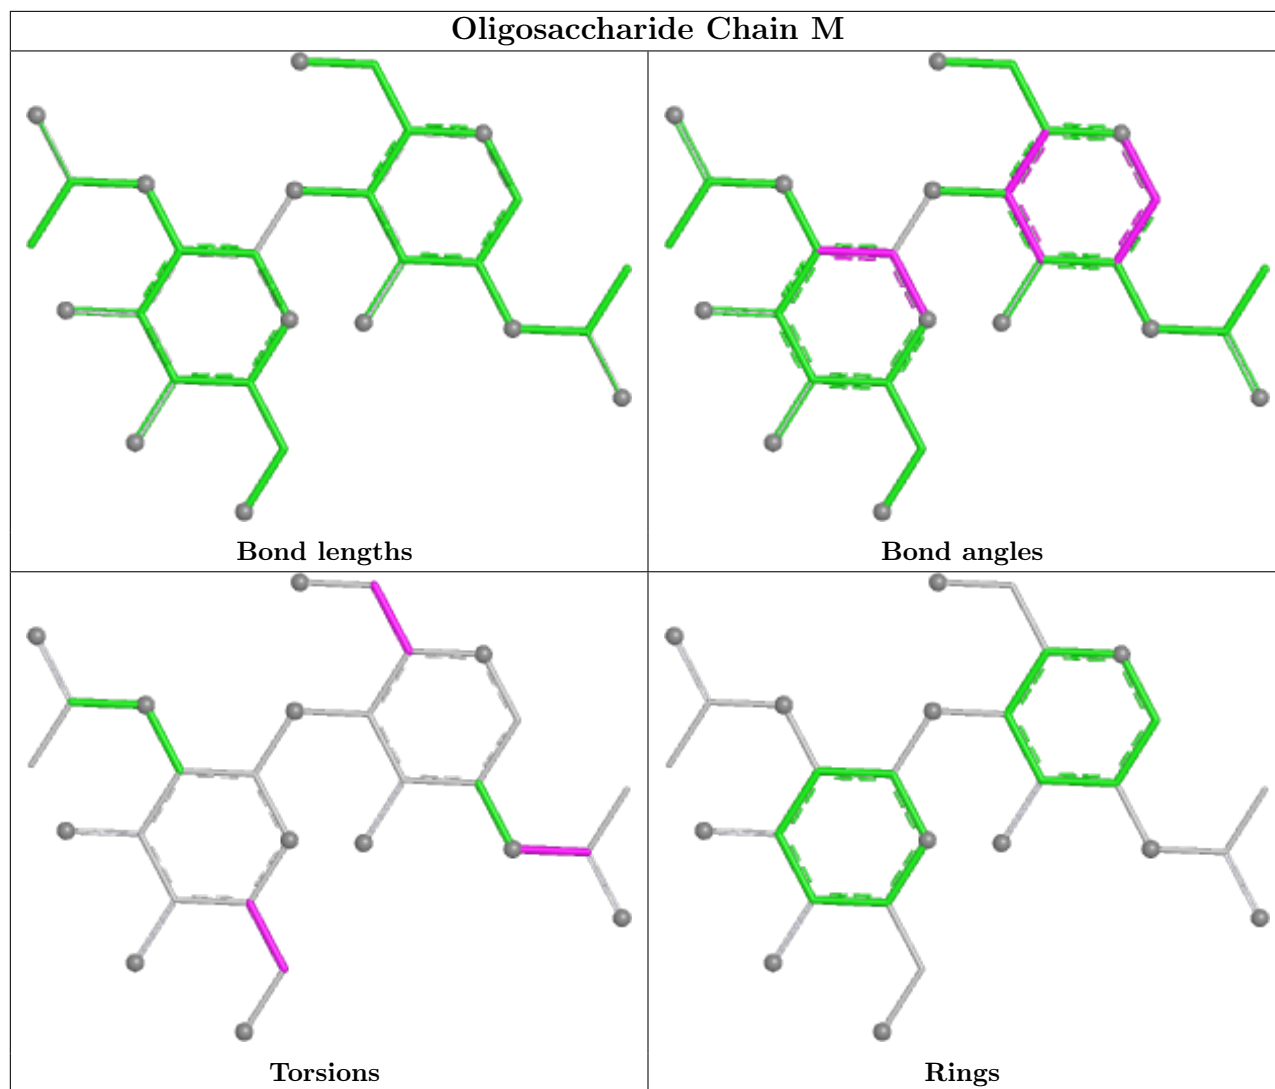 Oligosaccharide Chain M
Bond lengths
Bond angles
Torsions
Rings